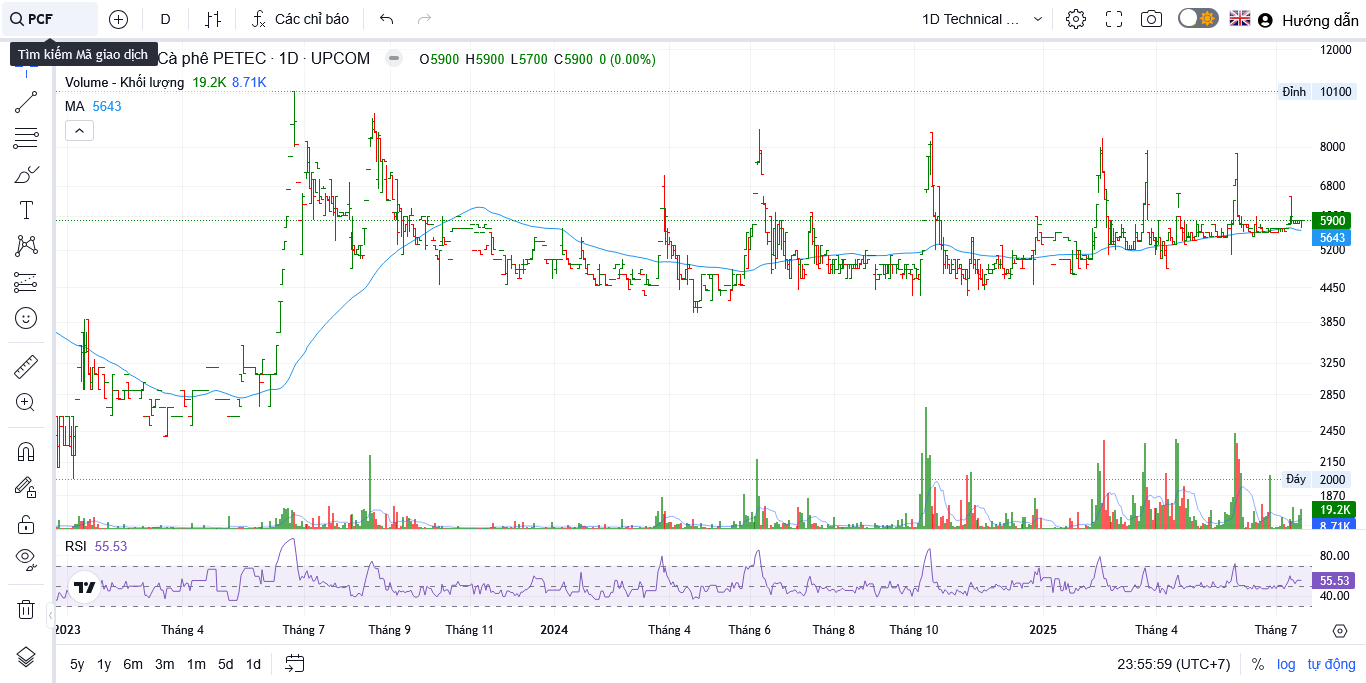 PCF D Các chỉ báo 1D Technical ... Hướng dẫn
Tìm kiếm Mã giao dịch
Cà phê PETEC · 1D · UPCOM O5900 H5900 L5700 C5900 0 (0.00%)
Volume - Khối lượng 19.2K 8.71K
MA 5643
12000
Đỉnh 10100
8000
6800
5900
5643
5200
4450
3850
3250
2850
2450
2150
Đáy 2000
1870
19.2K
8.71K
RSI 55.53
80.00
55.53
40.00
2023 Tháng 4 Tháng 7 Tháng 9 Tháng 11 2024 Tháng 4 Tháng 6 Tháng 8 Tháng 10 2025 Tháng 4 Tháng 7
5y 1y 6m 3m 1m 5d 1d 23:55:59 (UTC+7) % log tự động